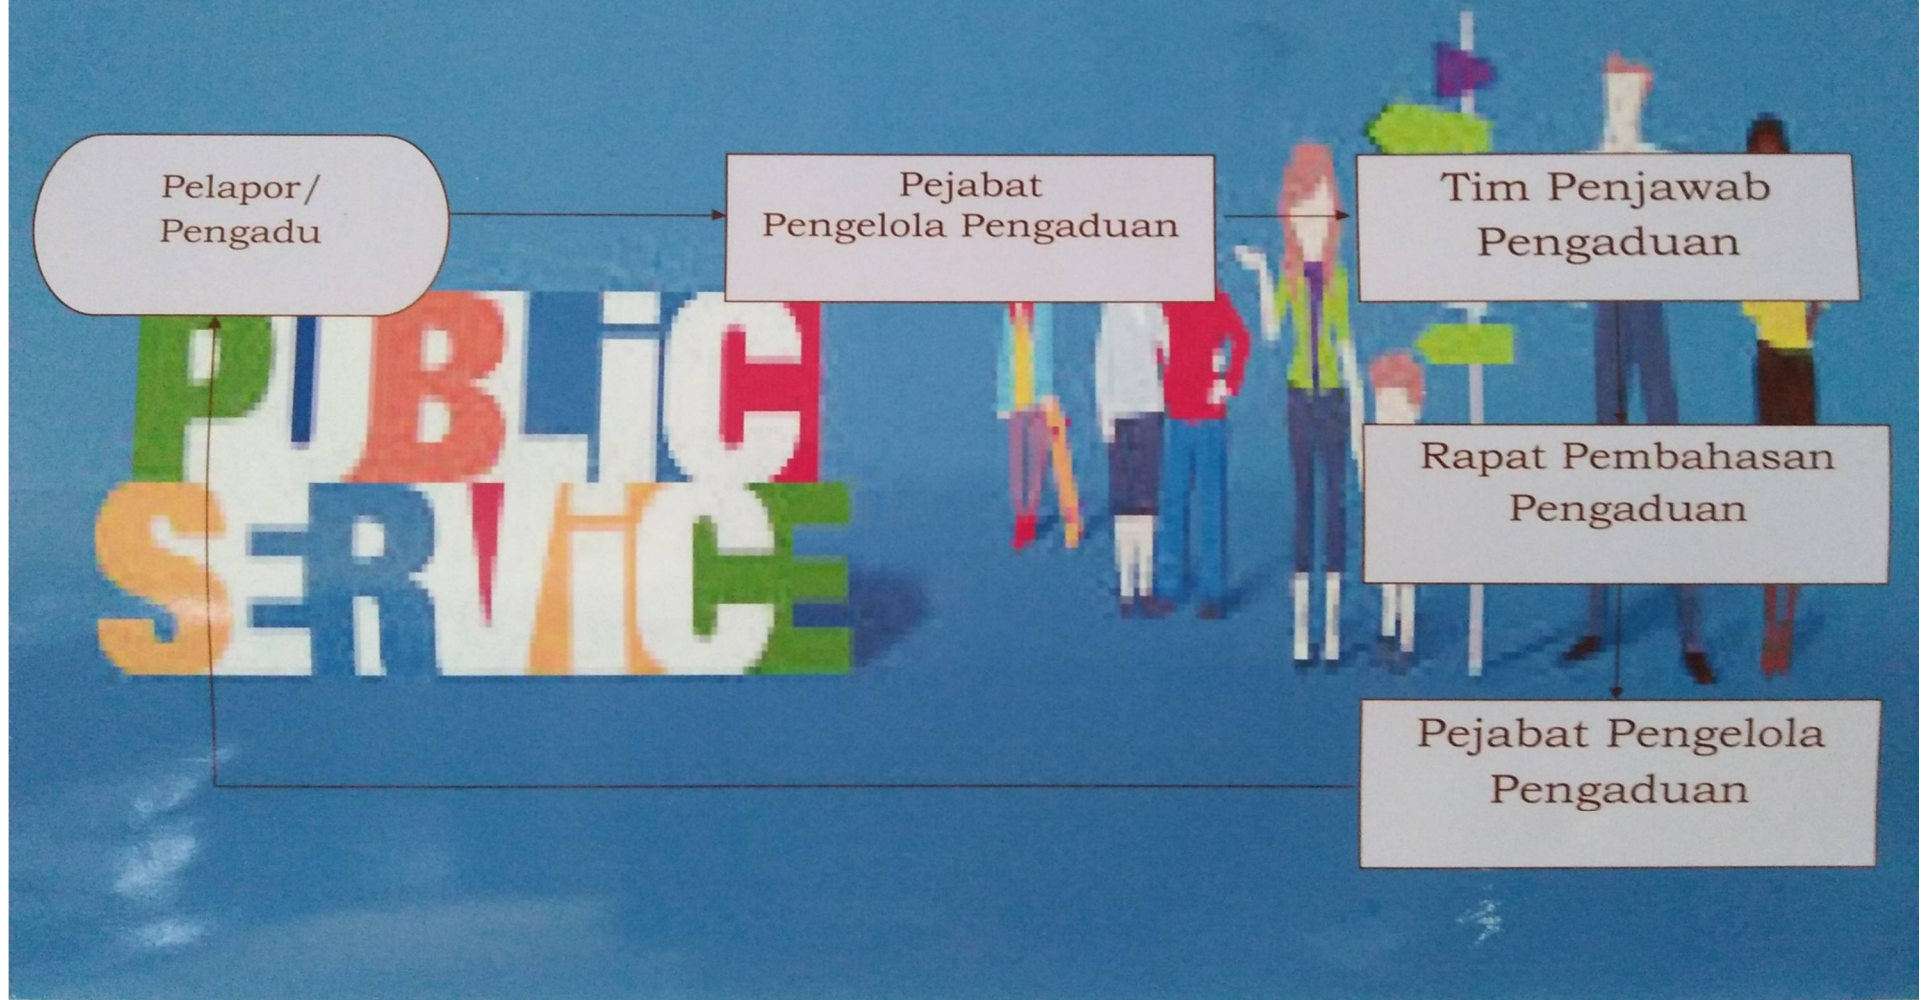 Pelapor/
Pengadu
Pejabat
Pengelola Pengaduan
Tim Penjawab
Pengaduan
PUBLiC
SERViCE
Rapat Pembahasan
Pengaduan
Pejabat Pengelola
Pengaduan